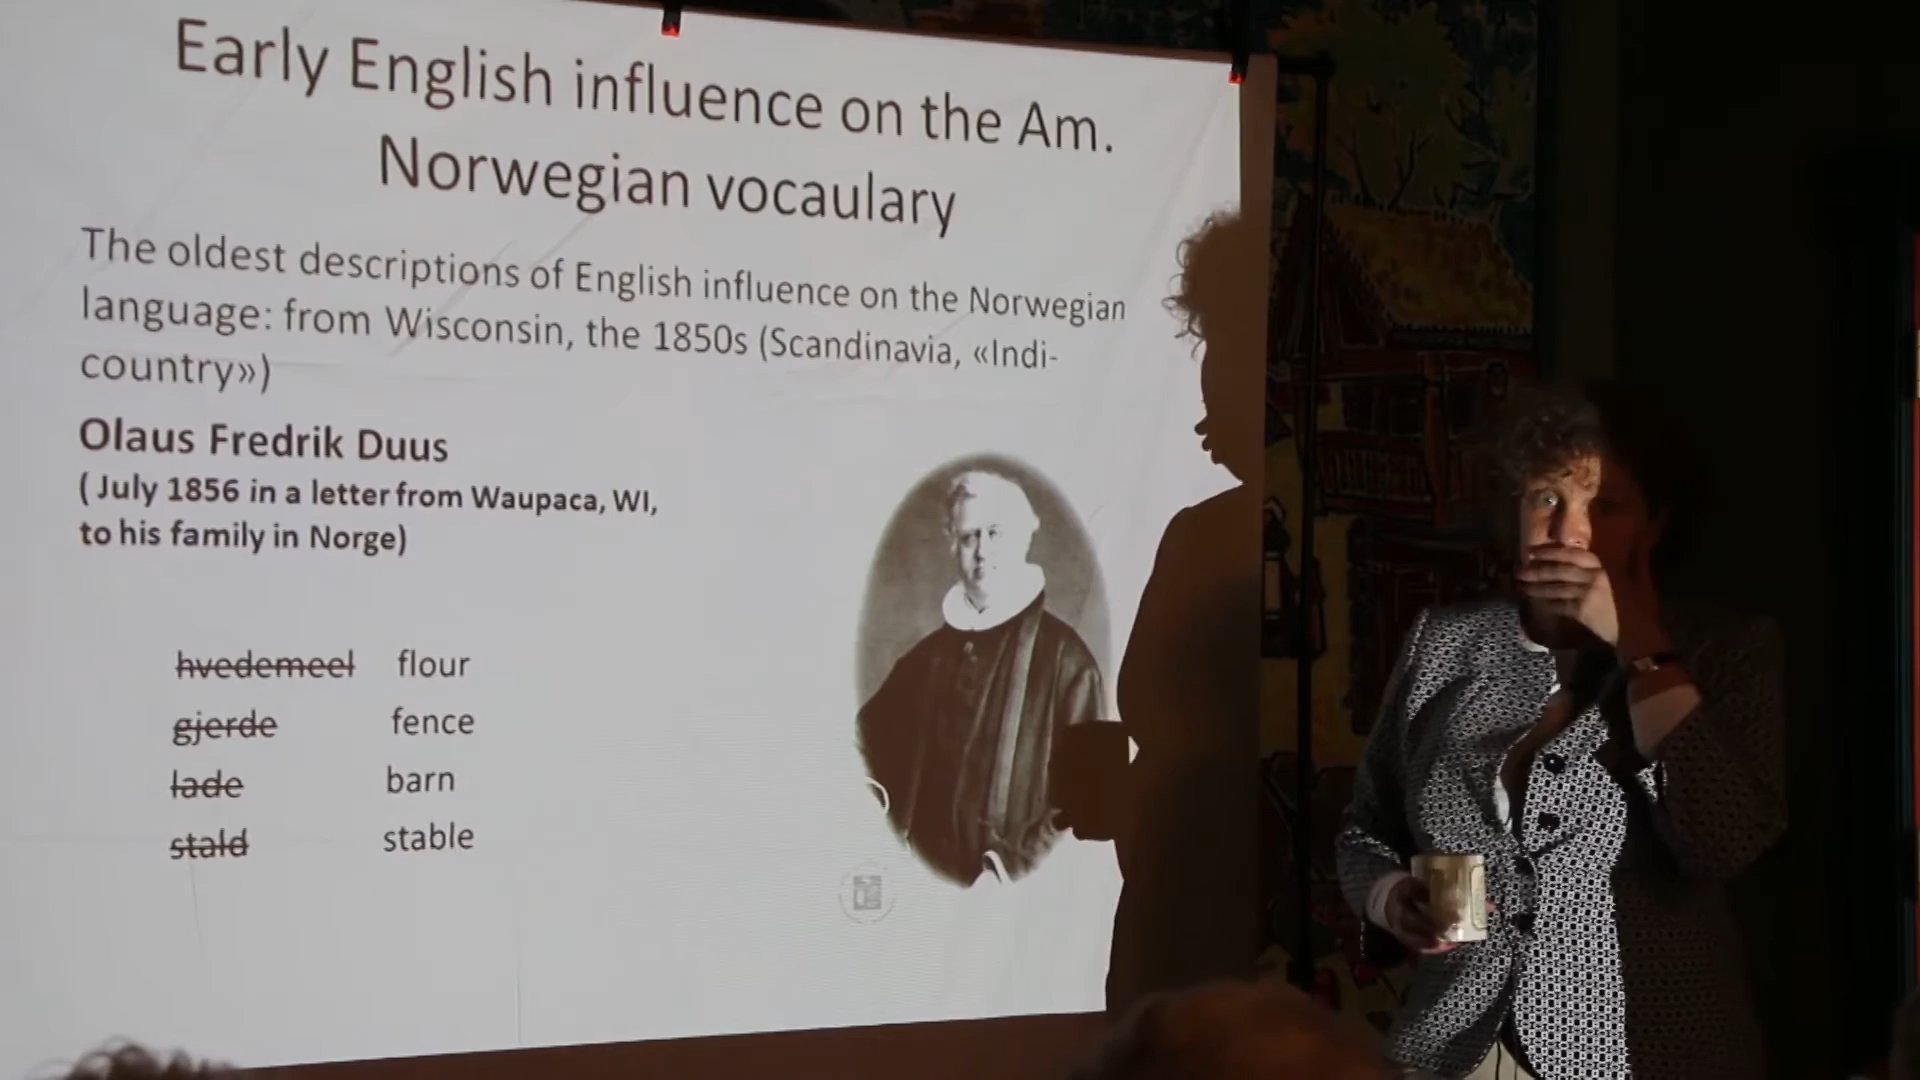 Early English influence on the Am.
Norwegian vocaulary
The oldest descriptions of English influence on the Norwegian
language: from Wisconsin, the 1850s (Scandinavia, «Indi-
country»)
Olaus Fredrik Duus
( July 1856 in a letter from Waupaca, WI,
to his family in Norge)
hvedemeel flour
gjerde fence
lade barn
stald stable